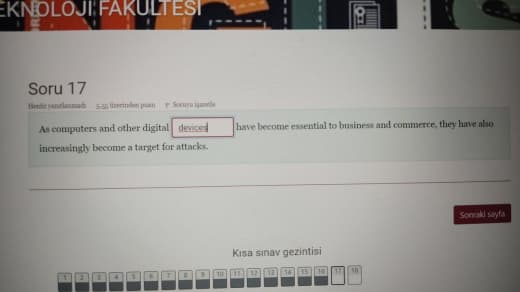 EKNOLOJİ FAKÜLTESİ
Soru 17
Henüz yanıtlanmadı 5,55 üzerinden puan Soruyu işaretle
As computers and other digital devices have become essential to business and commerce, they have also
increasingly become a target for attacks.
Sonraki sayfa
Kısa sınav gezintisi
1 2 3 4 5 6 7 8 9 10 11 12 13 14 15 16 17 18